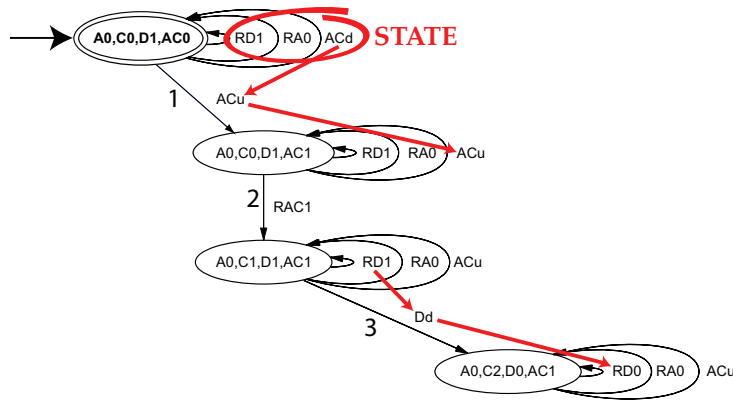 A0,C0,D1,AC0 RD1 RA0 ACd STATE
1 ACu
A0,C0,D1,AC1 RD1 RA0 ACu
2 RAC1
A0,C1,D1,AC1 RD1 RA0 ACu
3 Dd
A0,C2,D0,AC1 RD0 RA0 ACu